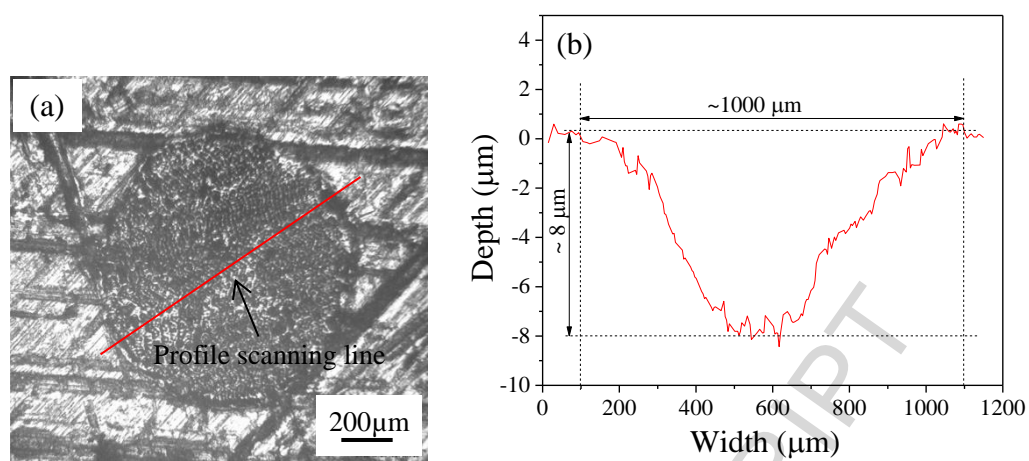 (a)
Profile scanning line
200μm
(b)
4
2
0
-2
-4
-6
-8
-10
Depth (μm)
~1000 μm
~ 8 μm
0
200
400
600
800
1000
1200
Width (μm)
RIPT